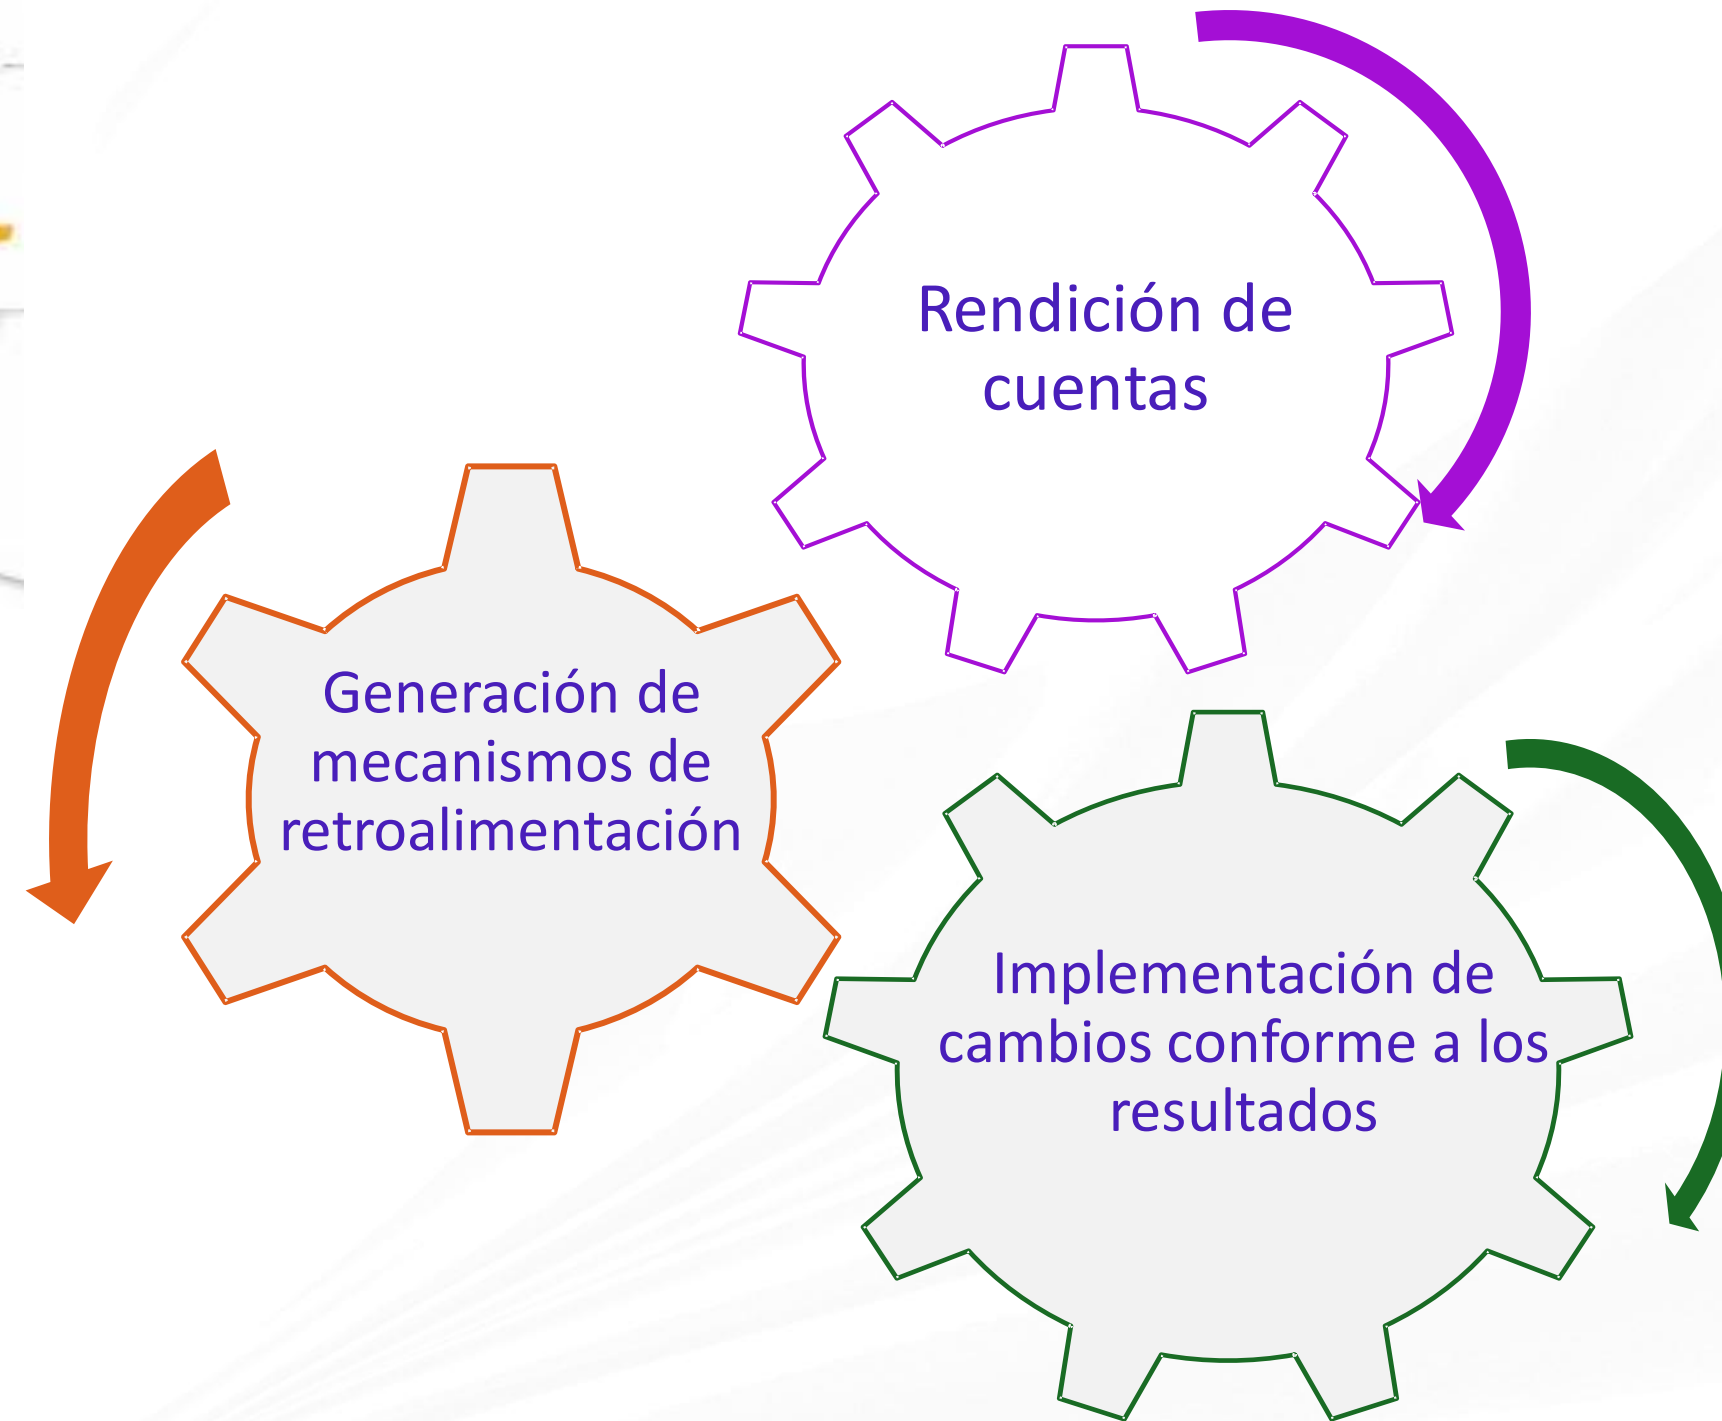 Rendición de
cuentas
Generación de
mecanismos de
retroalimentación
Implementación de
cambios conforme a los
resultados